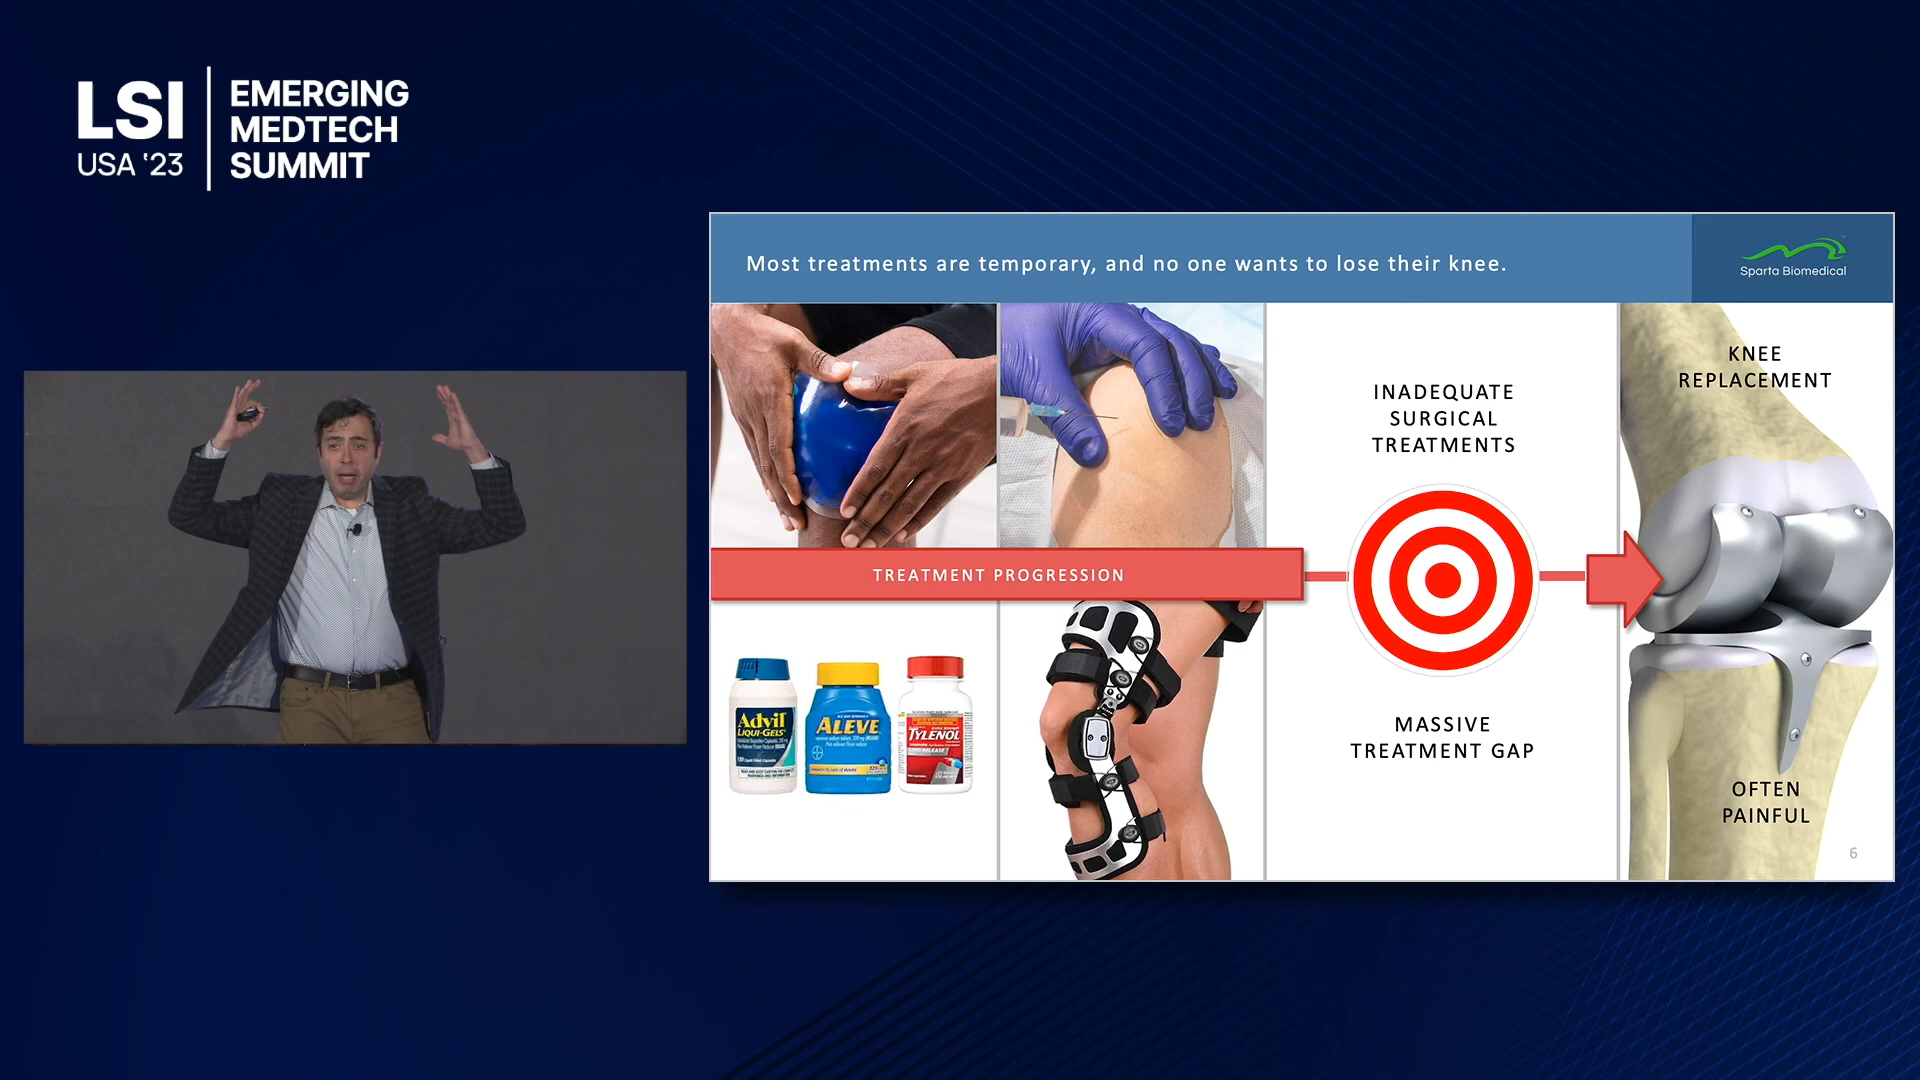 LSI
USA '23
EMERGING
MEDTECH
SUMMIT
Most treatments are temporary, and no one wants to lose their knee.
Sparta Biomedical
INADEQUATE
SURGICAL
TREATMENTS
KNEE
REPLACEMENT
TREATMENT PROGRESSION
Advil
LIQUI-GELS
ALEVE
TYLENOL
MASSIVE
TREATMENT GAP
OFTEN
PAINFUL
6